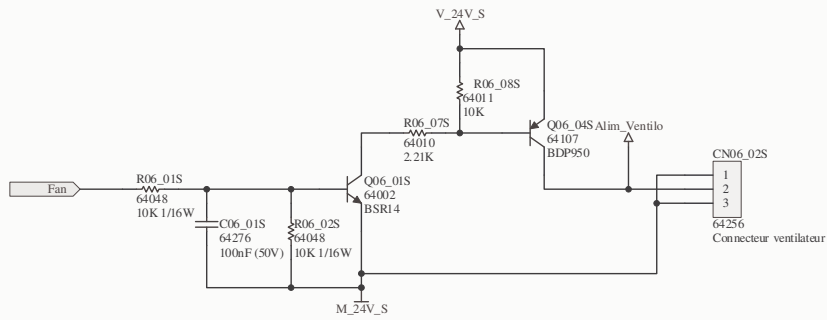 V_24V_S
R06_08S
64011
10K
R06_07S
64010
2.21K
Q06_04S
64107
BDP950
Alim_Ventilo
CN06_02S
1
2
3
64256
Connecteur ventilateur
Fan
R06_01S
64048
10K 1/16W
C06_01S
64276
100nF (50V)
R06_02S
64048
10K 1/16W
Q06_01S
64002
BSR14
M_24V_S